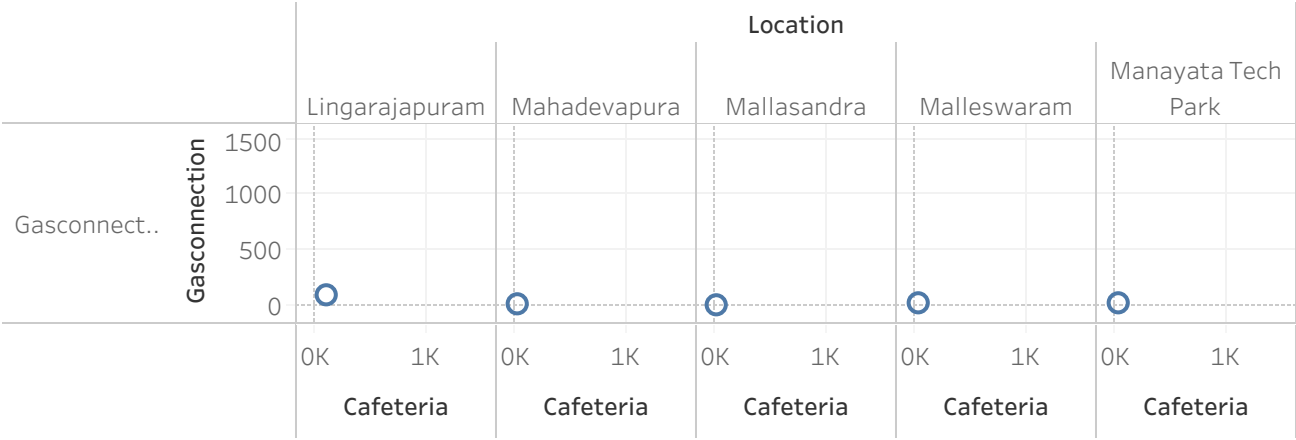 Location
Lingarajapuram Mahadevapura Mallasandra Malleswaram Manayata Tech Park
Gasconnect..
Gasconnection
1500
1000
500
0
0K 1K 0K 1K 0K 1K 0K 1K 0K 1K
Cafeteria Cafeteria Cafeteria Cafeteria Cafeteria